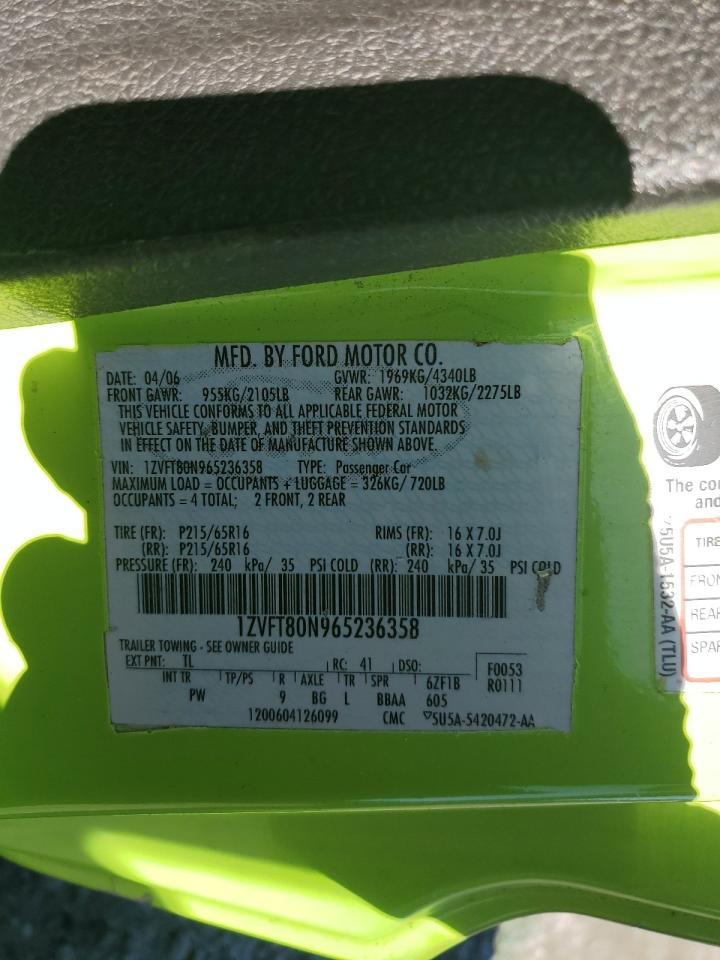 MFD. BY FORD MOTOR CO.
DATE: 04/06 GVWR: 1969KG/4340LB
FRONT GAWR: 955KG/2105LB REAR GAWR: 1032KG/2275LB
THIS VEHICLE CONFORMS TO ALL APPLICABLE FEDERAL MOTOR
VEHICLE SAFETY, BUMPER, AND THEFT PREVENTION STANDARDS
IN EFFECT ON THE DATE OF MANUFACTURE SHOWN ABOVE.
VIN: 1ZVFT80N965236358 TYPE: Passenger Car
MAXIMUM LOAD = OCCUPANTS + LUGGAGE = 326KG/720LB
OCCUPANTS = 4 TOTAL; 2 FRONT, 2 REAR
TIRE (FR): P215/65R16 RIMS (FR): 16 X 7.0J
(RR): P215/65R16 (RR): 16 X 7.0J
PRESSURE (FR): 240 kPa/ 35 PSI COLD (RR): 240 kPa/ 35 PSI COLD
1ZVFT80N965236358
TRAILER TOWING - SEE OWNER GUIDE
EXT PNT: TL RC: 41 DSO: F0053
INT TR TP/PS R AXLE TR SPR 6ZF1B R0111
PW 9 BG L BBAA 605
1200604126099 CMC ▽5U5A-5420472-AA
The co
and
TIRE
FRON
REAR
SPAR
5U5A-1532-AA (TLU)